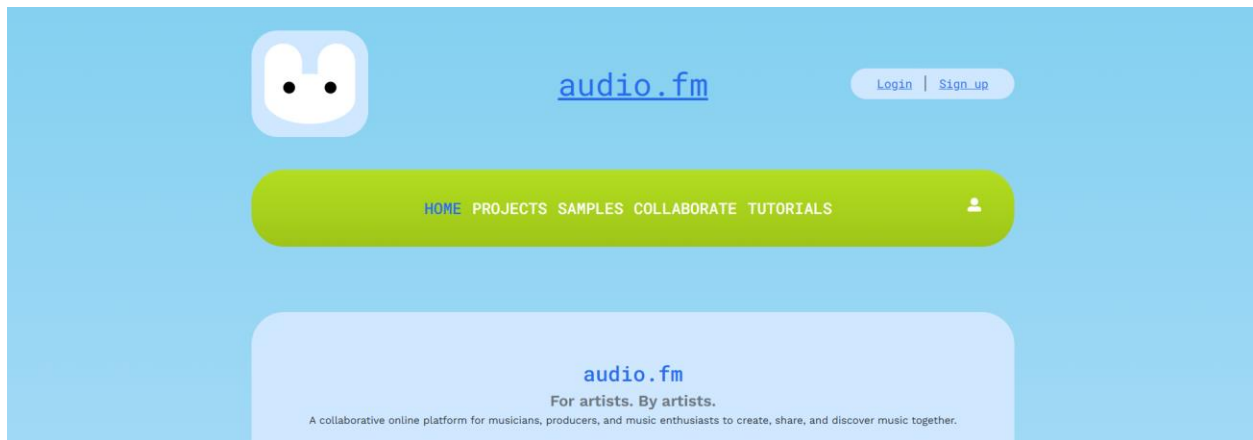 audio.fm
Login | Sign up
HOME PROJECTS SAMPLES COLLABORATE TUTORIALS
audio.fm
For artists. By artists.
A collaborative online platform for musicians, producers, and music enthusiasts to create, share, and discover music together.